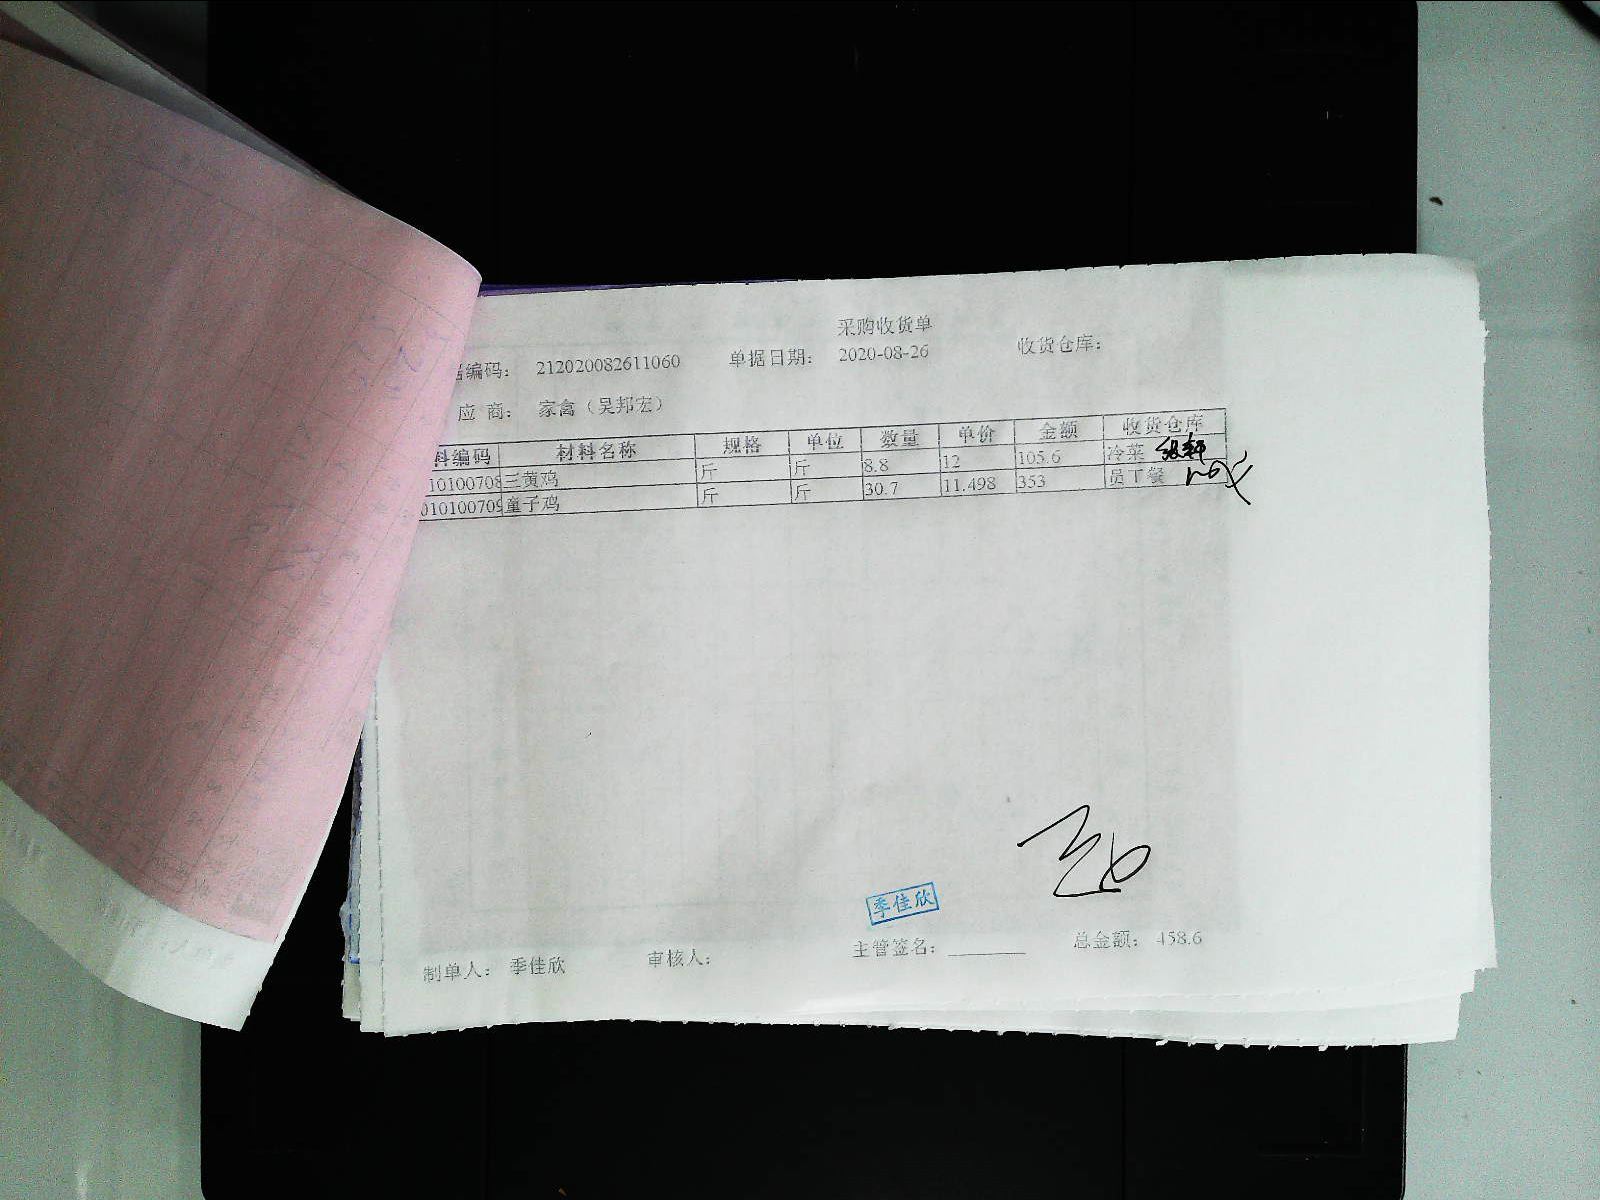 采购收货单
编码： 212020082611060 单据日期： 2020-08-26 收货仓库：
应 商： 家禽（吴邦宏）
料编码 材料名称 规格 单位 数量 单价 金额 收货仓库
10100708 三黄鸡 斤 斤 8.8 12 105.6 冷菜
010100709 童子鸡 斤 斤 30.7 11.498 353 员工餐
季佳欣
制单人： 季佳欣 审核人： 主管签名： 总金额： 458.6